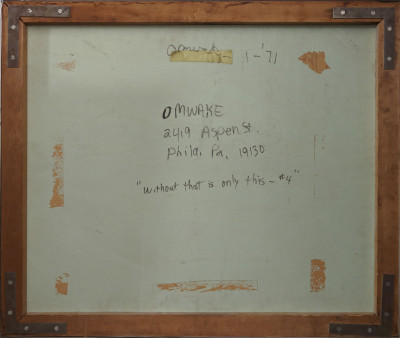 Omwake - 1-'71
OMWAKE
2419 Aspen St.
Phila, Pa, 19130
"Without that is only this - #4"